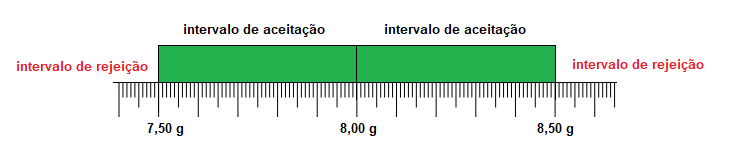 intervalo de aceitação intervalo de aceitação
intervalo de rejeição intervalo de rejeição
7,50 g 8,00 g 8,50 g